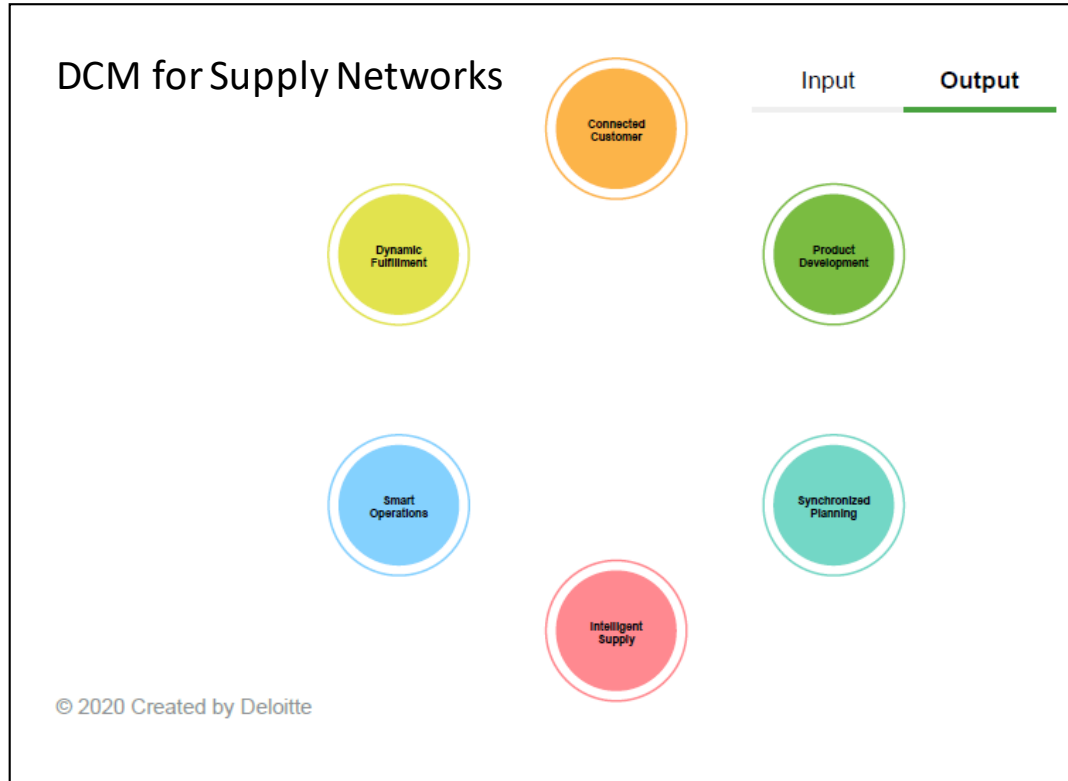 DCM for Supply Networks
Input
Output
Connected
Customer
Dynamic
Fulfillment
Product
Development
Smart
Operations
Synchronized
Planning
Intelligent
Supply
© 2020 Created by Deloitte